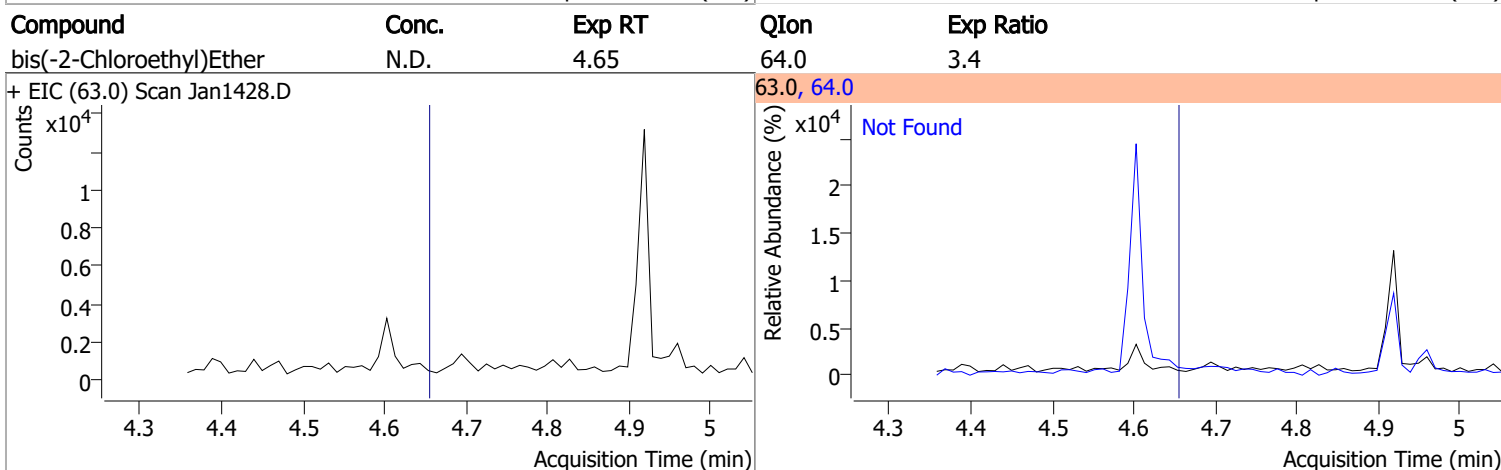 Compound Conc. Exp RT QIon Exp Ratio
bis(-2-Chloroethyl)Ether N.D. 4.65 64.0 3.4
+ EIC (63.0) Scan Jan1428.D
Counts
x10⁴
1
0.8
0.6
0.4
0.2
0
4.3 4.4 4.5 4.6 4.7 4.8 4.9 5
Acquisition Time (min)
63.0, 64.0
Relative Abundance (%)
x10⁴
Not Found
2
1.5
1
0.5
0
4.3 4.4 4.5 4.6 4.7 4.8 4.9 5
Acquisition Time (min)